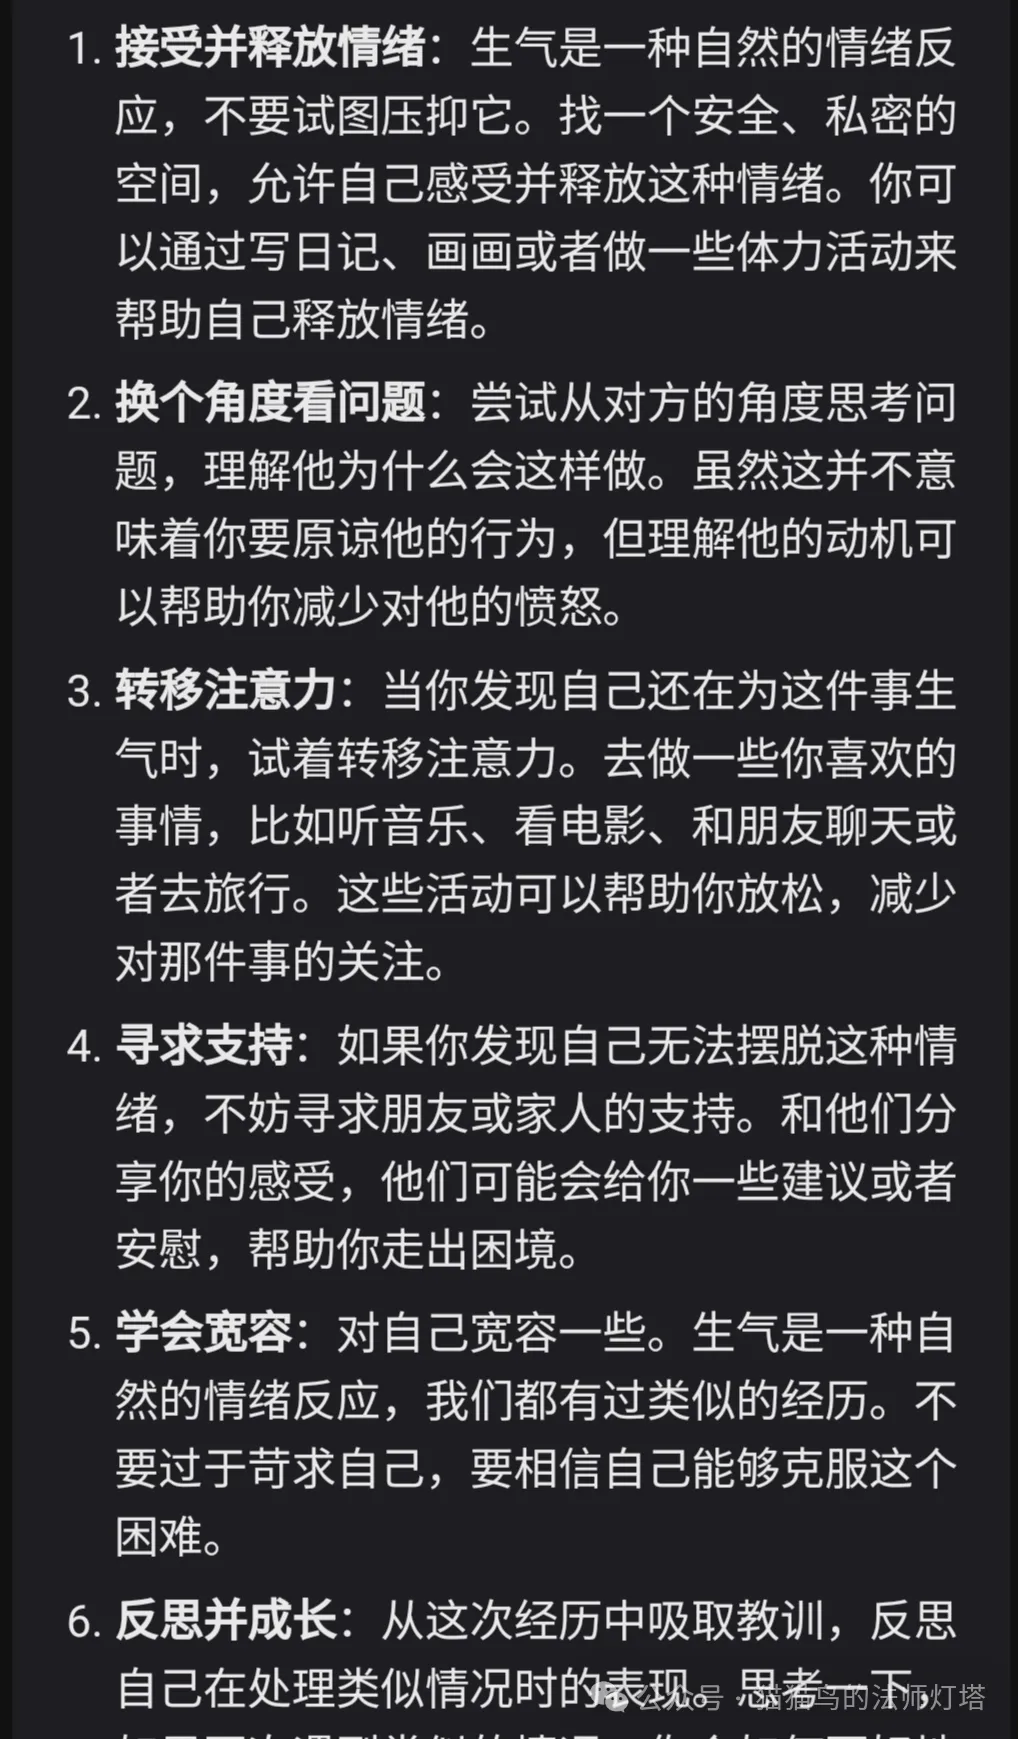 1. 接受并释放情绪：生气是一种自然的情绪反
应，不要试图压抑它。找一个安全、私密的
空间，允许自己感受并释放这种情绪。你可
以通过写日记、画画或者做一些体力活动来
帮助自己释放情绪。
2. 换个角度看问题：尝试从对方的角度思考问
题，理解他为什么会这样做。虽然这并不意
味着你要原谅他的行为，但理解他的动机可
以帮助你减少对他的愤怒。
3. 转移注意力：当你发现自己还在为这件事生
气时，试着转移注意力。去做一些你喜欢的
事情，比如听音乐、看电影、和朋友聊天或
者去旅行。这些活动可以帮助你放松，减少
对那件事的关注。
4. 寻求支持：如果你发现自己无法摆脱这种情
绪，不妨寻求朋友或家人的支持。和他们分
享你的感受，他们可能会给你一些建议或者
安慰，帮助你走出困境。
5. 学会宽容：对自己宽容一些。生气是一种自
然的情绪反应，我们都有过类似的经历。不
要过于苛求自己，要相信自己能够克服这个
困难。
6. 反思并成长：从这次经历中吸取教训，反思
自己在处理类似情况时的表现。思考一下，
公众号·猫猫鸟的法师灯塔